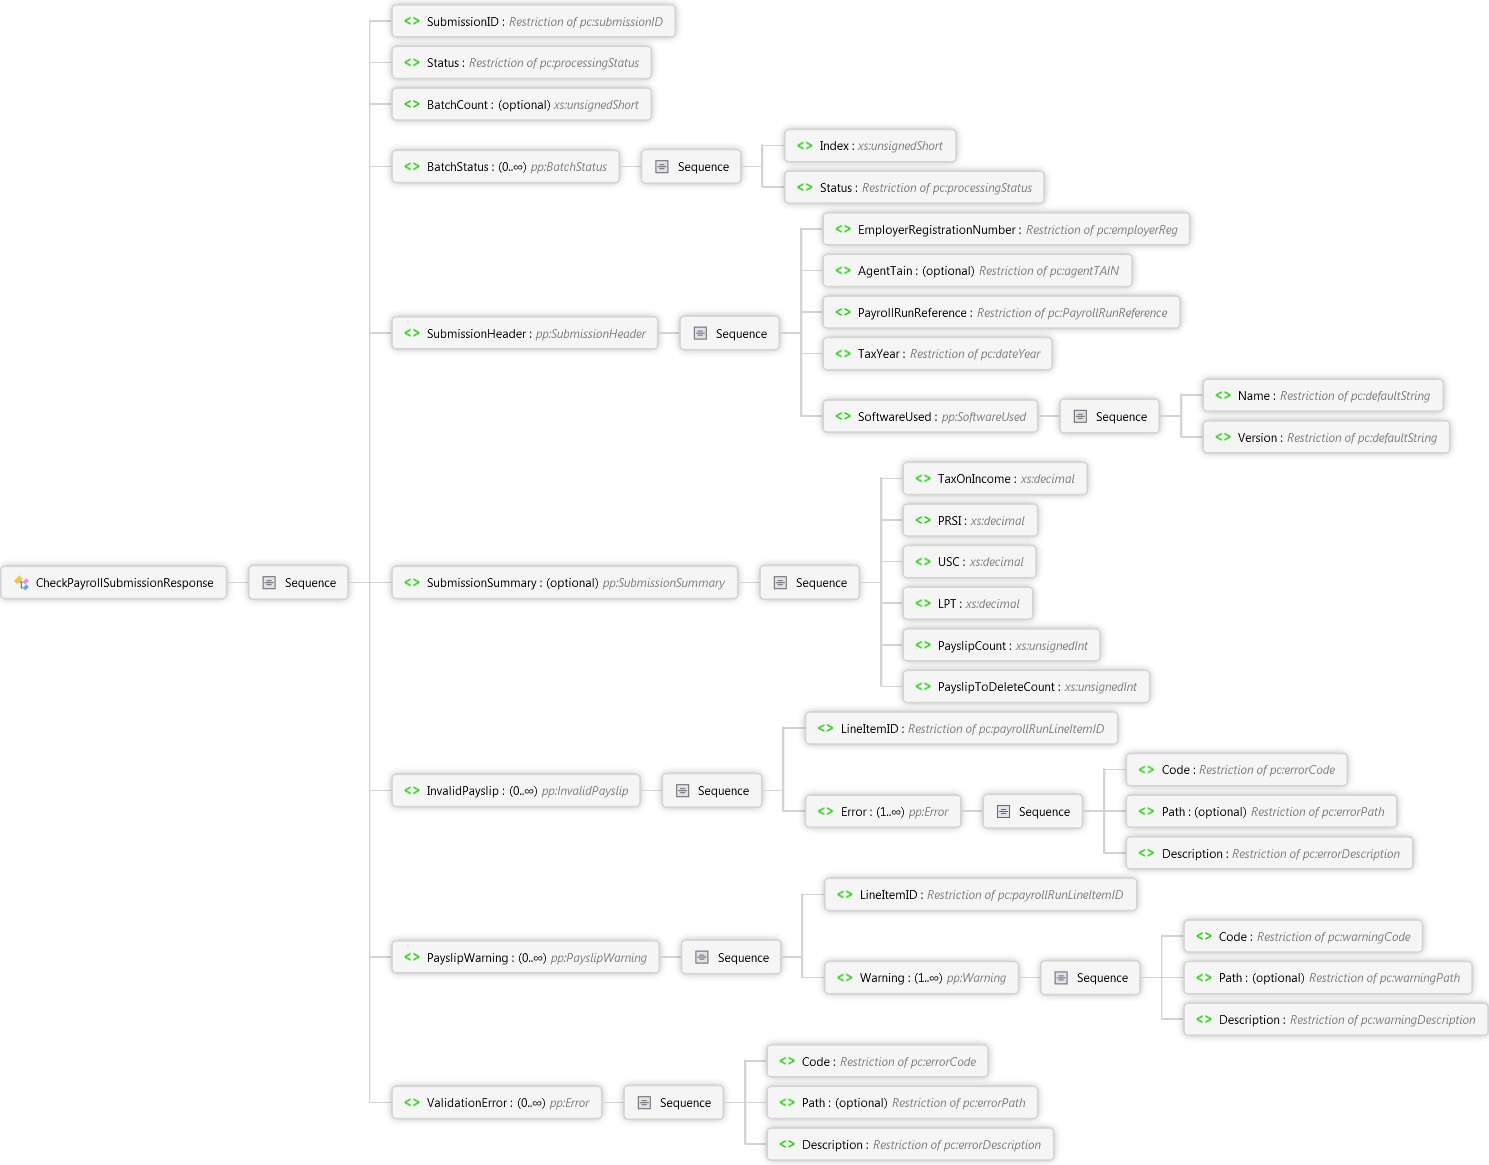 SubmissionID : Restriction of pc:submissionID
Status : Restriction of pc:processingStatus
BatchCount : (optional) xs:unsignedShort
BatchStatus : (0..∞) pp:BatchStatus
Sequence
Index : xs:unsignedShort
Status : Restriction of pc:processingStatus
SubmissionHeader : pp:SubmissionHeader
Sequence
EmployerRegistrationNumber : Restriction of pc:employerReg
AgentTain : (optional) Restriction of pc:agentTAIN
PayrollRunReference : Restriction of pc:PayrollRunReference
TaxYear : Restriction of pc:dateYear
SoftwareUsed : pp:SoftwareUsed
Sequence
Name : Restriction of pc:defaultString
Version : Restriction of pc:defaultString
CheckPayrollSubmissionResponse
Sequence
SubmissionSummary : (optional) pp:SubmissionSummary
Sequence
TaxOnIncome : xs:decimal
PRSI : xs:decimal
USC : xs:decimal
LPT : xs:decimal
PayslipCount : xs:unsignedInt
PayslipToDeleteCount : xs:unsignedInt
InvalidPayslip : (0..∞) pp:InvalidPayslip
Sequence
LineItemID : Restriction of pc:payrollRunLineItemID
Error : (1..∞) pp:Error
Sequence
Code : Restriction of pc:errorCode
Path : (optional) Restriction of pc:errorPath
Description : Restriction of pc:errorDescription
PayslipWarning : (0..∞) pp:PayslipWarning
Sequence
LineItemID : Restriction of pc:payrollRunLineItemID
Warning : (1..∞) pp:Warning
Sequence
Code : Restriction of pc:warningCode
Path : (optional) Restriction of pc:warningPath
Description : Restriction of pc:warningDescription
ValidationError : (0..∞) pp:Error
Sequence
Code : Restriction of pc:errorCode
Path : (optional) Restriction of pc:errorPath
Description : Restriction of pc:errorDescription